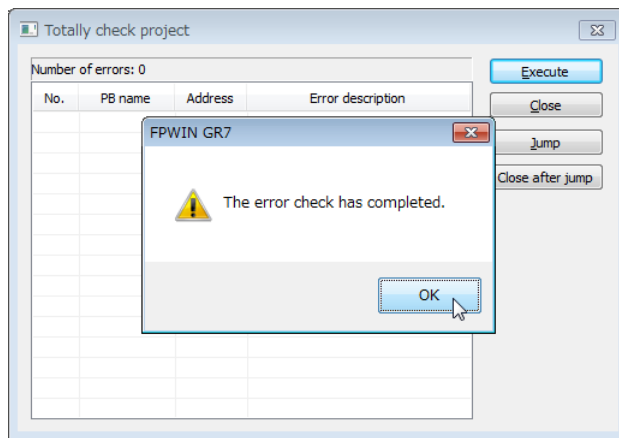 Totally check project
Number of errors: 0
No. PB name Address Error description
Execute
Close
Jump
Close after jump
FPWIN GR7
The error check has completed.
OK